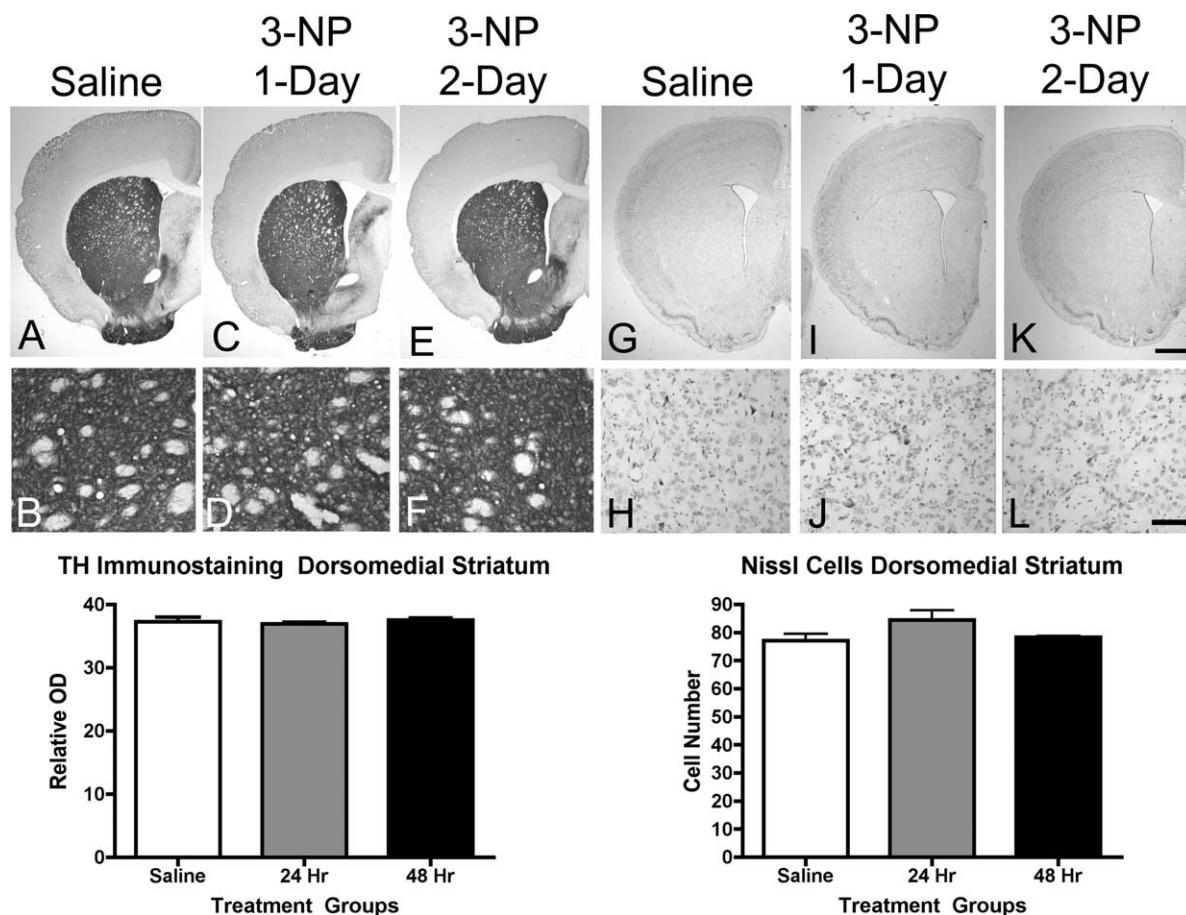 3-NP 3-NP 3-NP 3-NP
Saline 1-Day 2-Day Saline 1-Day 2-Day
A C E G I K
B D F H J L
TH Immunostaining Dorsomedial Striatum
40
30
20
10
0
Relative OD
Saline 24 Hr 48 Hr
Treatment Groups
Nissl Cells Dorsomedial Striatum
90
80
70
60
50
40
30
20
10
0
Cell Number
Saline 24 Hr 48 Hr
Treatment Groups